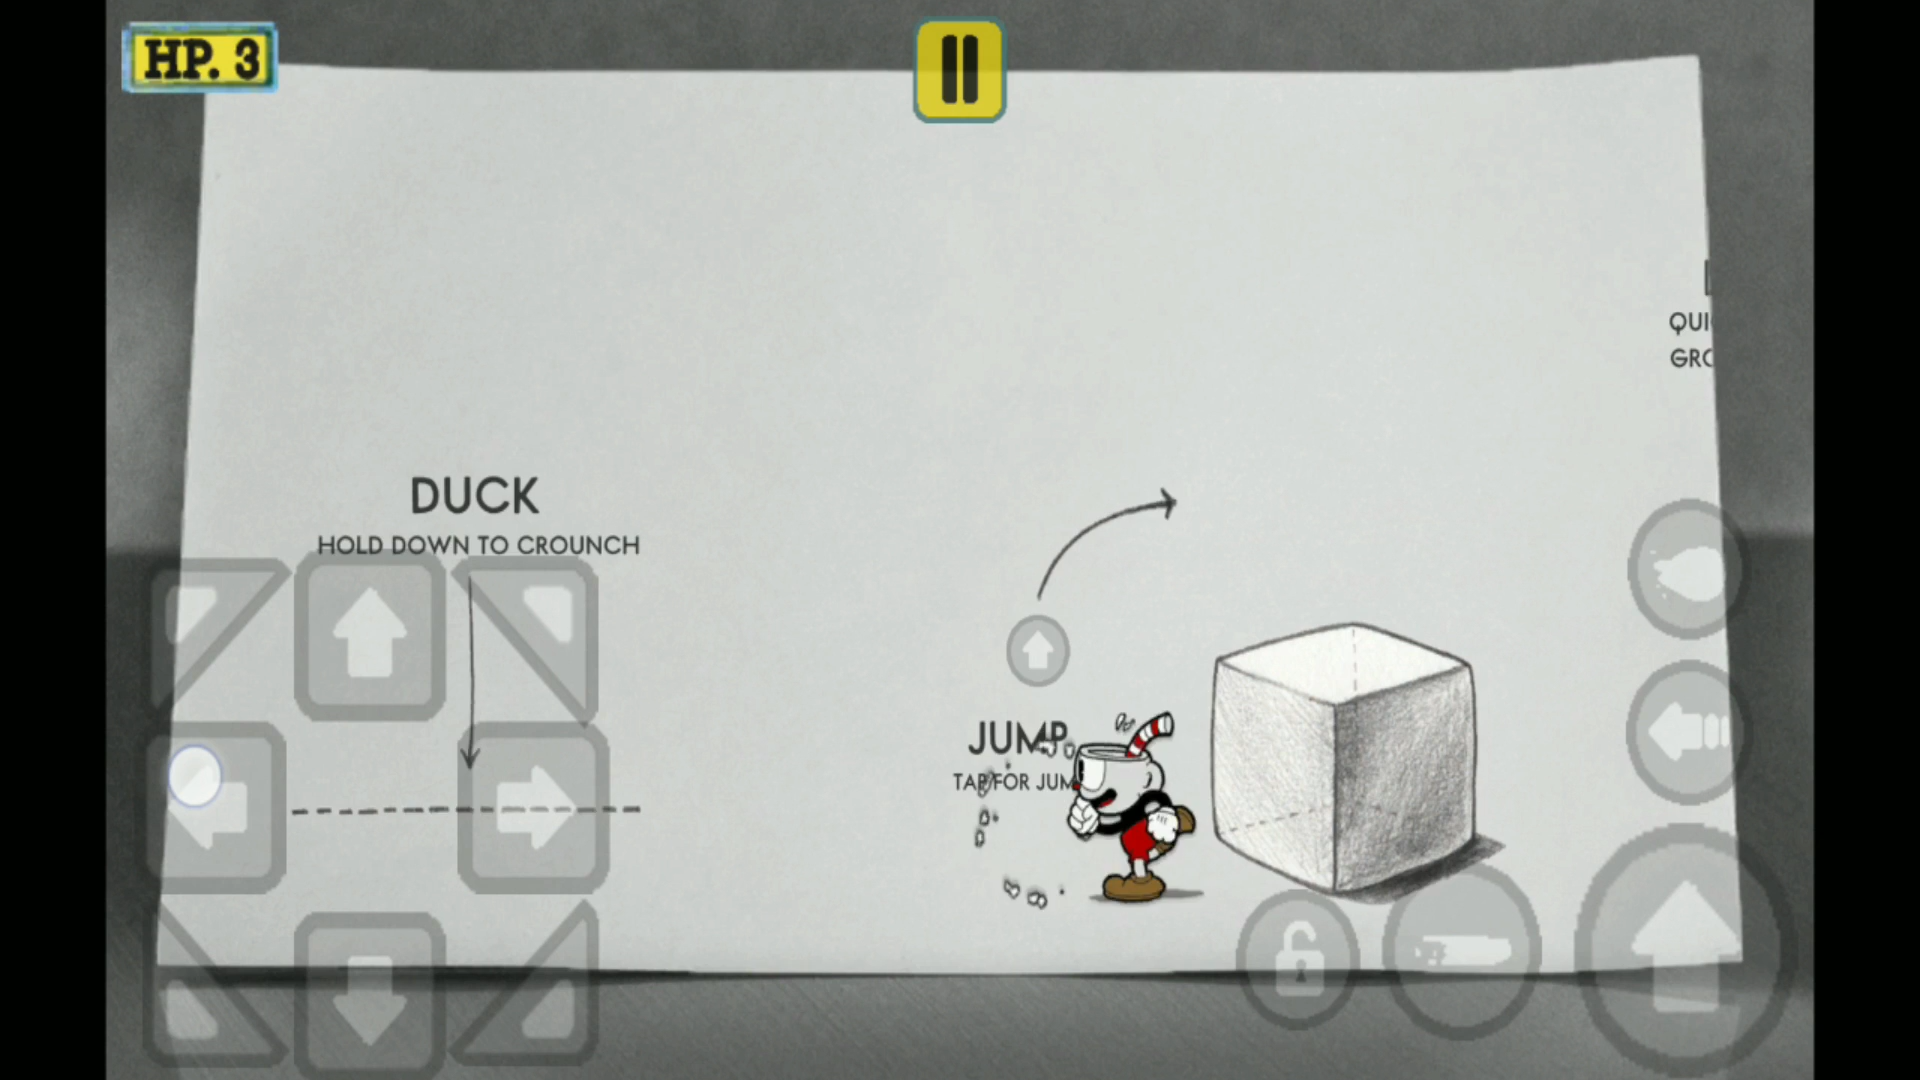 HP. 3
QUI
GRO
DUCK
HOLD DOWN TO CROUNCH
JUMP
TAP FOR JUM